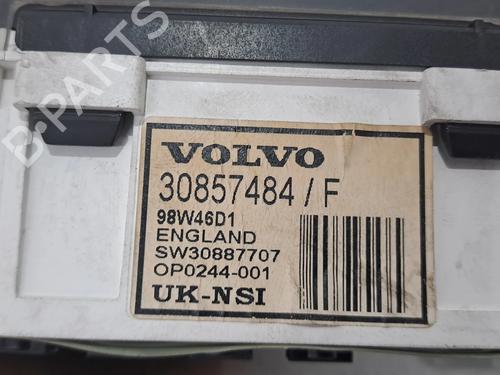 B-PARTS
VOLVO
30857484/F
98W46D1
ENGLAND
SW30887707
OP0244-001
UK-NSI